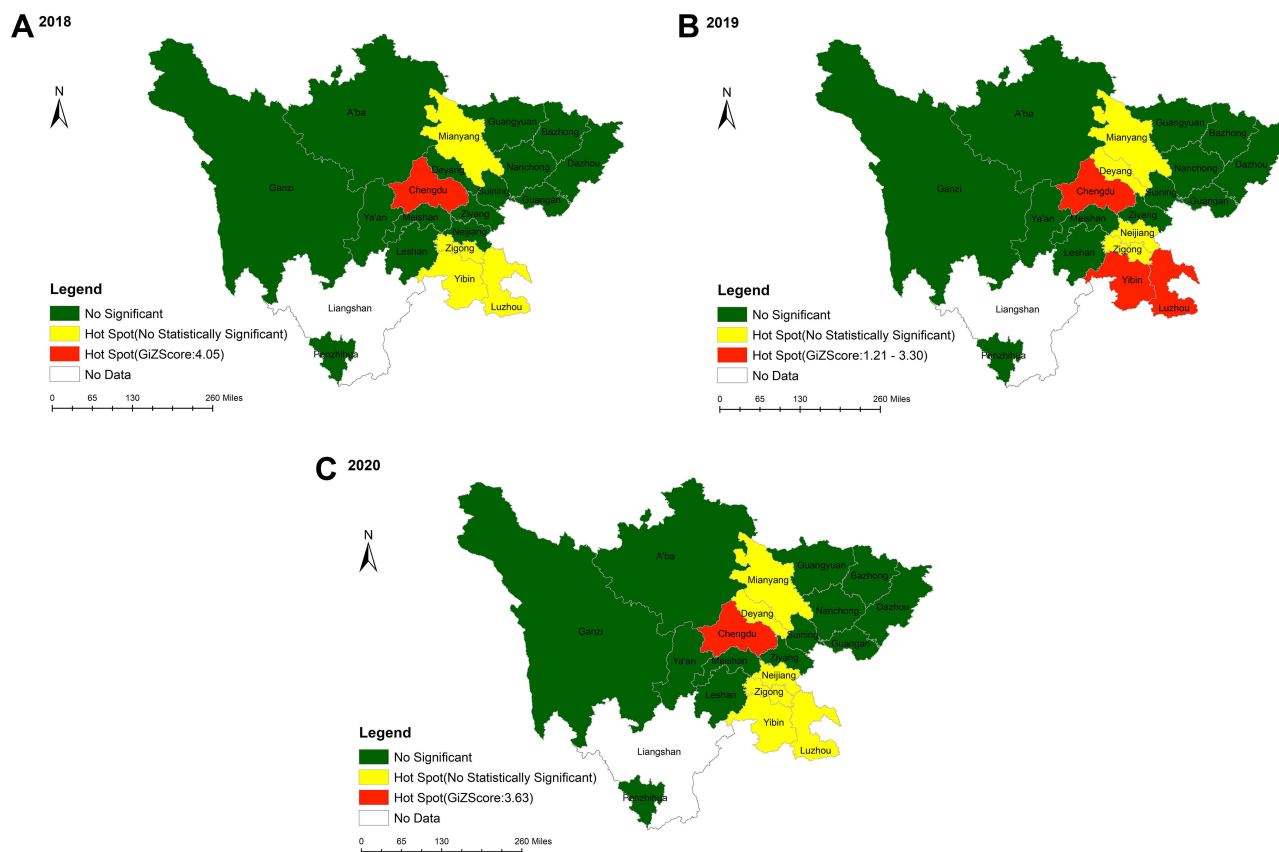 A 2018
N
A'ba
Guangyuan
Bazhong
Mianyang
Nanchong
Dazhou
Deyang
Ganzi
Chengdu
Suining
Guangan
Ya'an
Meishan
Ziyang
Neijiang
Leshan
Zigong
Yibin
Luzhou
Liangshan
Penzhihua
Legend
No Significant
Hot Spot(No Statistically Significant)
Hot Spot(GiZScore:4.05)
No Data
0 65 130 260 Miles
B 2019
N
A'ba
Guangyuan
Bazhong
Mianyang
Nanchong
Dazhou
Deyang
Ganzi
Chengdu
Suining
Guangan
Ya'an
Meishan
Ziyang
Neijiang
Leshan
Zigong
Yibin
Luzhou
Liangshan
Penzhihua
Legend
No Significant
Hot Spot(No Statistically Significant)
Hot Spot(GiZScore:1.21 - 3.30)
No Data
0 65 130 260 Miles
C 2020
N
A'ba
Guangyuan
Bazhong
Mianyang
Nanchong
Dazhou
Deyang
Ganzi
Chengdu
Suining
Guangan
Ya'an
Meishan
Ziyang
Neijiang
Leshan
Zigong
Yibin
Luzhou
Liangshan
Penzhihua
Legend
No Significant
Hot Spot(No Statistically Significant)
Hot Spot(GiZScore:3.63)
No Data
0 65 130 260 Miles